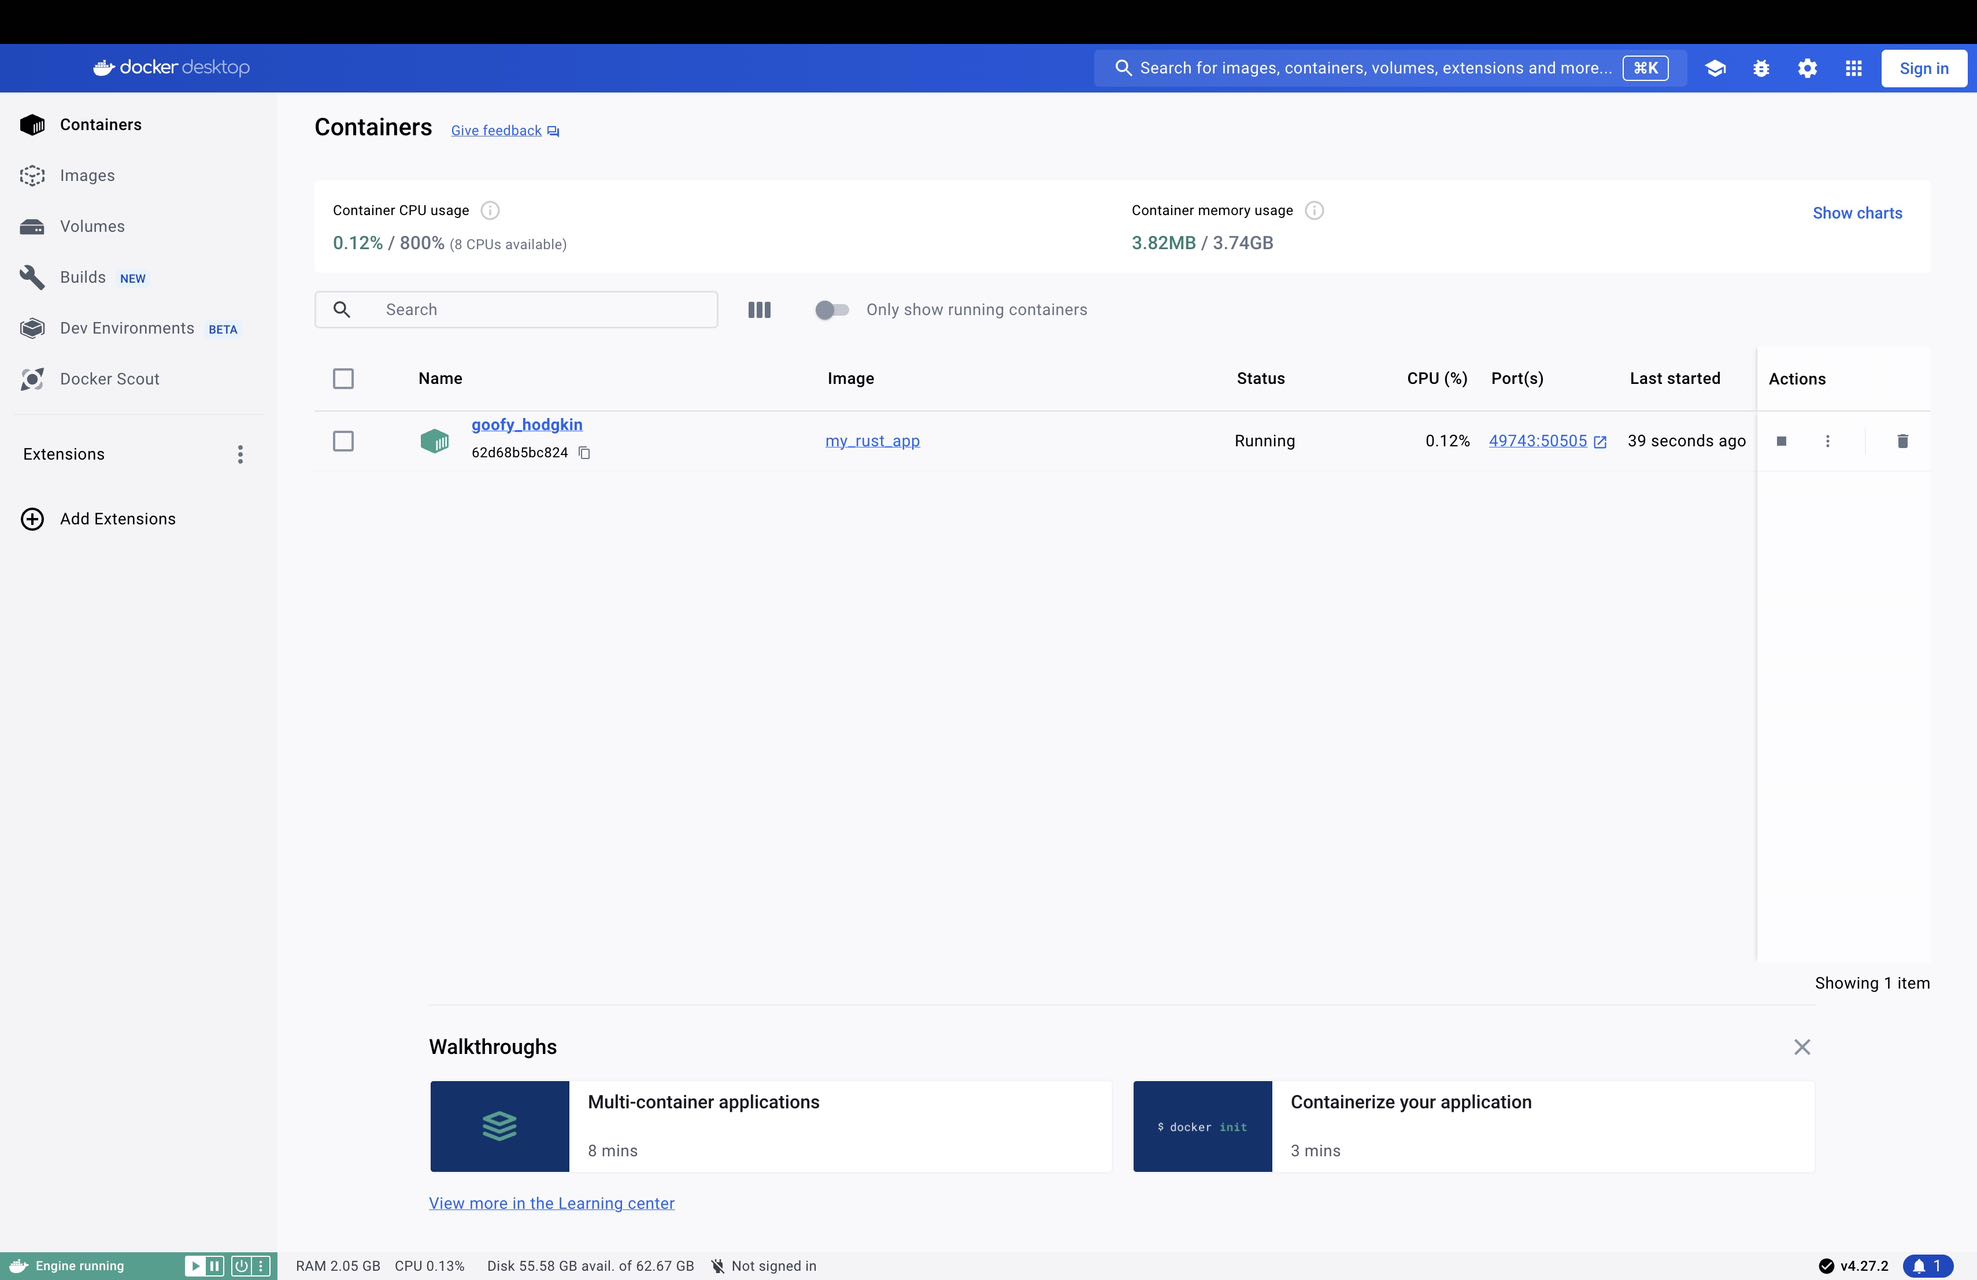 docker desktop
Search for images, containers, volumes, extensions and more... ⌘K
Sign in
Containers
Images
Volumes
Builds NEW
Dev Environments BETA
Docker Scout
Extensions
Add Extensions
Containers Give feedback
Container CPU usage
0.12% / 800% (8 CPUs available)
Container memory usage
3.82MB / 3.74GB
Show charts
Search
Only show running containers
Name Image Status CPU (%) Port(s) Last started Actions
goofy_hodgkin
62d68b5bc824
my_rust_app Running 0.12% 49743:50505 39 seconds ago
Showing 1 item
Walkthroughs
Multi-container applications
8 mins
$ docker init
Containerize your application
3 mins
View more in the Learning center
Engine running
RAM 2.05 GB CPU 0.13% Disk 55.58 GB avail. of 62.67 GB Not signed in
v4.27.2 1